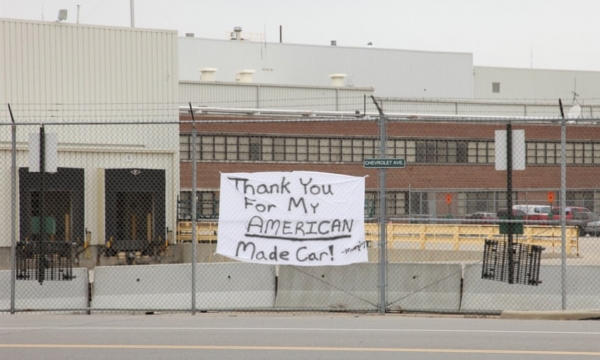 CHEVROLET AVE
Thank You
For My
AMERICAN
Made Car!